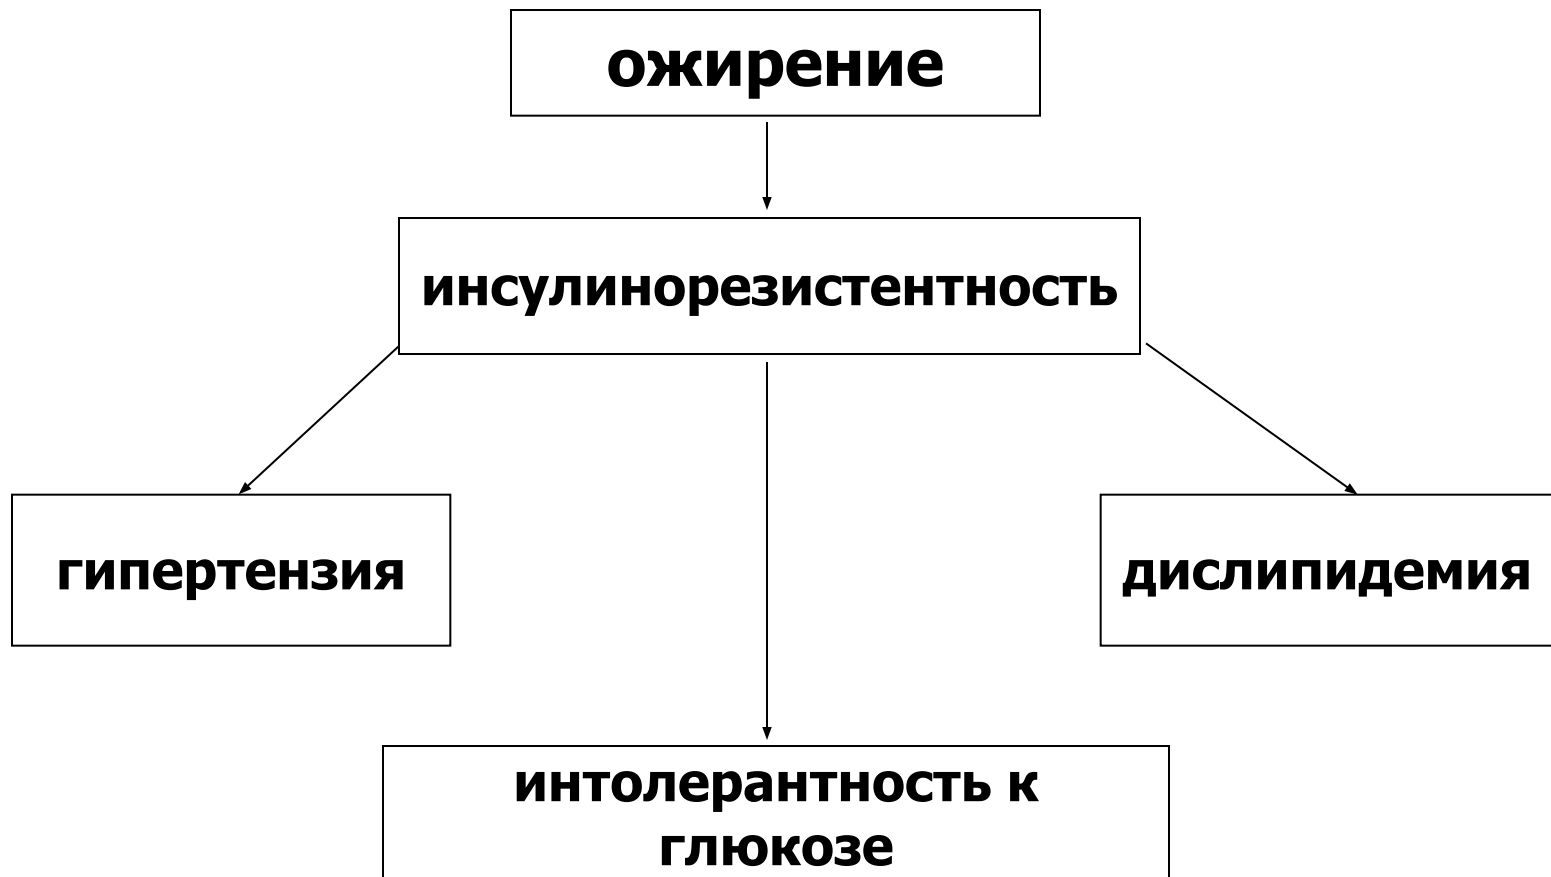 ожирение
инсулинорезистентность
гипертензия
дислипидемия
интолерантность к
глюкозе